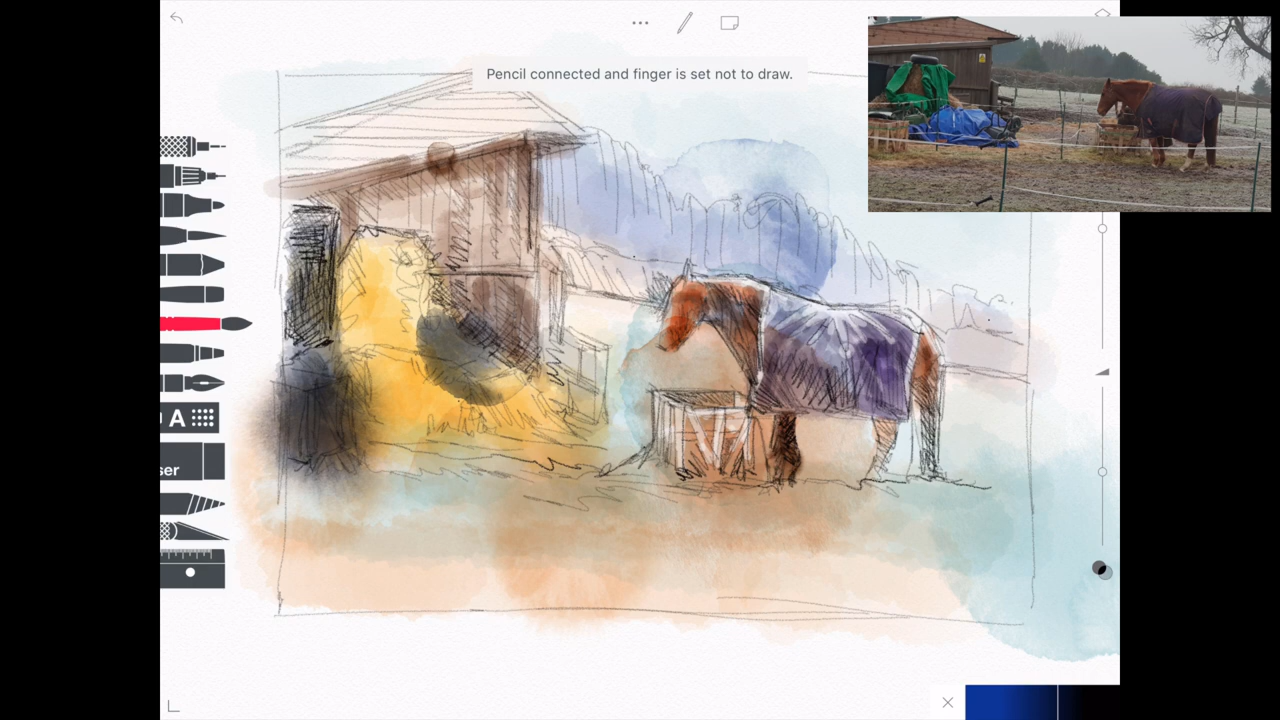 Pencil connected and finger is set not to draw.
A
ser